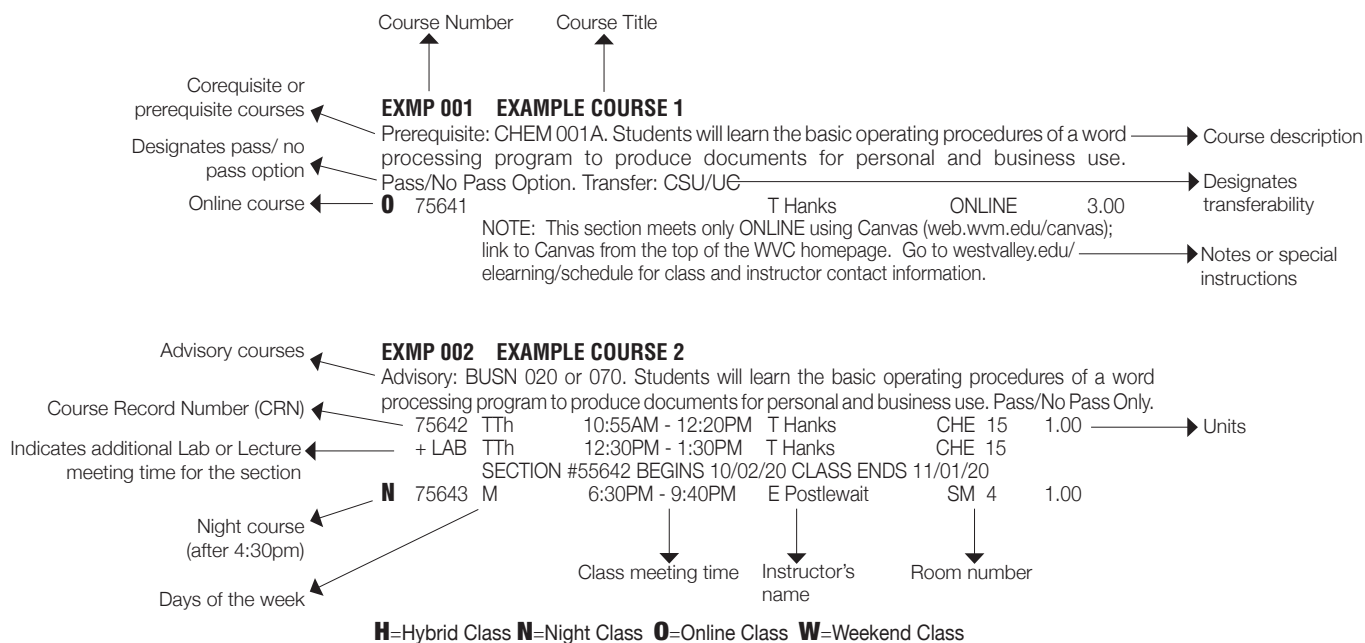 Course Number Course Title
Corequisite or
prerequisite courses
EXMP 001 EXAMPLE COURSE 1
Prerequisite: CHEM 001A. Students will learn the basic operating procedures of a word
Course description
Designates pass/ no
pass option
processing program to produce documents for personal and business use.
Pass/No Pass Option. Transfer: CSU/UC
Designates
transferability
Online course
O 75641 T Hanks ONLINE 3.00
NOTE: This section meets only ONLINE using Canvas (web.wvm.edu/canvas);
link to Canvas from the top of the WVC homepage. Go to westvalley.edu/
elearning/schedule for class and instructor contact information.
Notes or special
instructions
Advisory courses
EXMP 002 EXAMPLE COURSE 2
Advisory: BUSN 020 or 070. Students will learn the basic operating procedures of a word
processing program to produce documents for personal and business use. Pass/No Pass Only.
Course Record Number (CRN)
75642 TTh 10:55AM - 12:20PM T Hanks CHE 15 1.00
Units
Indicates additional Lab or Lecture
meeting time for the section
+ LAB TTh 12:30PM - 1:30PM T Hanks CHE 15
SECTION #55642 BEGINS 10/02/20 CLASS ENDS 11/01/20
N 75643 M 6:30PM - 9:40PM E Postlewait SM 4 1.00
Night course
(after 4:30pm)
Days of the week
Class meeting time
Instructor's
name
Room number
H=Hybrid Class N=Night Class O=Online Class W=Weekend Class